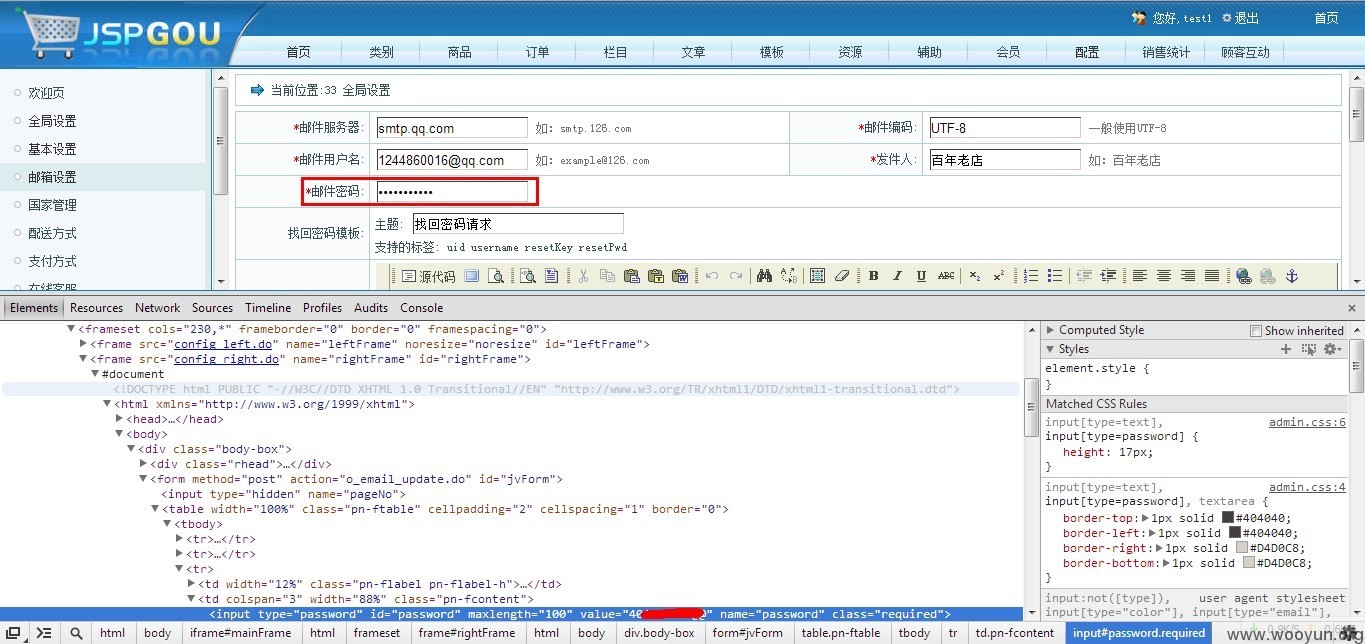 JSPGOU
您好, test1 退出 首页
首页 类别 商品 订单 栏目 文章 模板 资源 辅助 会员 配置 销售统计 顾客互动
欢迎页
全局设置
基本设置
邮箱设置
国家管理
配送方式
支付方式
在线客服
当前位置:33 全局设置
*邮件服务器: smtp.qq.com 如: smtp.126.com *邮件编码: UTF-8 一般使用UTF-8
*邮件用户名: 1244860016@qq.com 如: example@126.com *发件人: 百年老店 如: 百年老店
*邮件密码: •••••••••••
找回密码模板: 主题: 找回密码请求
支持的标签: uid username resetKey resetPwd
源代码 B I U ABC X₂ X²
Elements Resources Network Sources Timeline Profiles Audits Console
<frameset cols="230,*" frameborder="0" border="0" framespacing="0">
<frame src="config_left.do" name="leftFrame" noresize="noresize" id="leftFrame">
<frame src="config_right.do" name="rightFrame" id="rightFrame">
#document
<!DOCTYPE html PUBLIC "-//W3C//DTD XHTML 1.0 Transitional//EN" "http://www.w3.org/TR/xhtml1/DTD/xhtml1-transitional.dtd">
<html xmlns="http://www.w3.org/1999/xhtml">
<head>…</head>
<body>
<div class="body-box">
<div class="rhead">…</div>
<form method="post" action="o_email_update.do" id="jvForm">
<input type="hidden" name="pageNo">
<table width="100%" class="pn-ftable" cellpadding="2" cellspacing="1" border="0">
<tbody>
<tr>…</tr>
<tr>…</tr>
<tr>
<td width="12%" class="pn-flabel pn-flabel-h">…</td>
<td colspan="3" width="88%" class="pn-fcontent">
<input type="password" id="password" maxlength="100" value="40 @" name="password" class="required">
Computed Style Show inherited
Styles
element.style {
}
Matched CSS Rules
input[type=text], admin.css:6
input[type=password] {
height: 17px;
}
input[type=text], admin.css:4
input[type=password], textarea {
border-top: 1px solid #404040;
border-left: 1px solid #404040;
border-right: 1px solid #D4D0C8;
border-bottom: 1px solid #D4D0C8;
}
input:not([type]), user agent stylesheet
input[type="color"], input[type="email"],
html body iframe#mainFrame html frameset frame#rightFrame html body div.body-box form#jvForm table.pn-ftable tbody tr td.pn-fcontent input#password.required